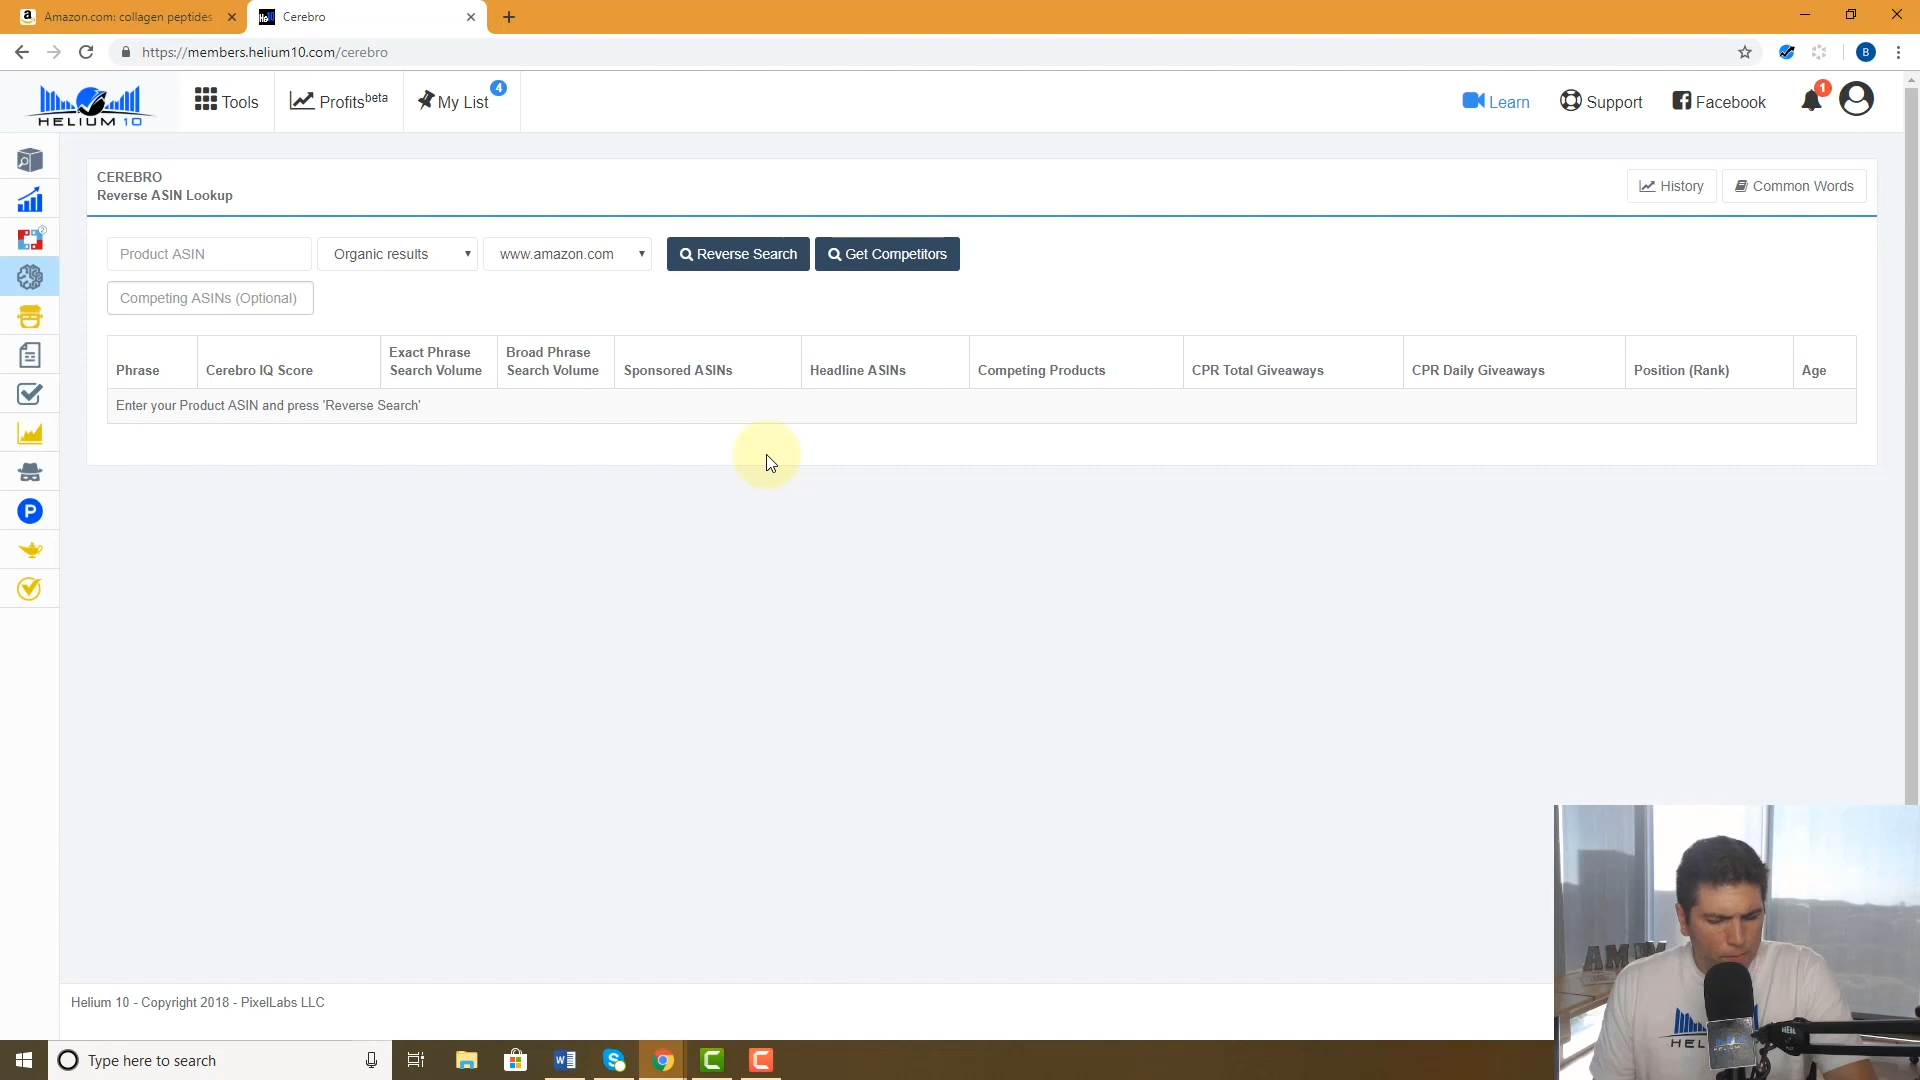 Amazon.com: collagen peptides
Cerebro
https://members.helium10.com/cerebro
B
HELIUM 10
Tools
Profits beta
My List
4
Learn
Support
Facebook
1
CEREBRO
Reverse ASIN Lookup
History
Common Words
Product ASIN
Organic results
www.amazon.com
Reverse Search
Get Competitors
Competing ASINs (Optional)
Phrase
Cerebro IQ Score
Exact Phrase
Search Volume
Broad Phrase
Search Volume
Sponsored ASINs
Headline ASINs
Competing Products
CPR Total Giveaways
CPR Daily Giveaways
Position (Rank)
Age
Enter your Product ASIN and press 'Reverse Search'
P
Helium 10 - Copyright 2018 - PixelLabs LLC
Type here to search